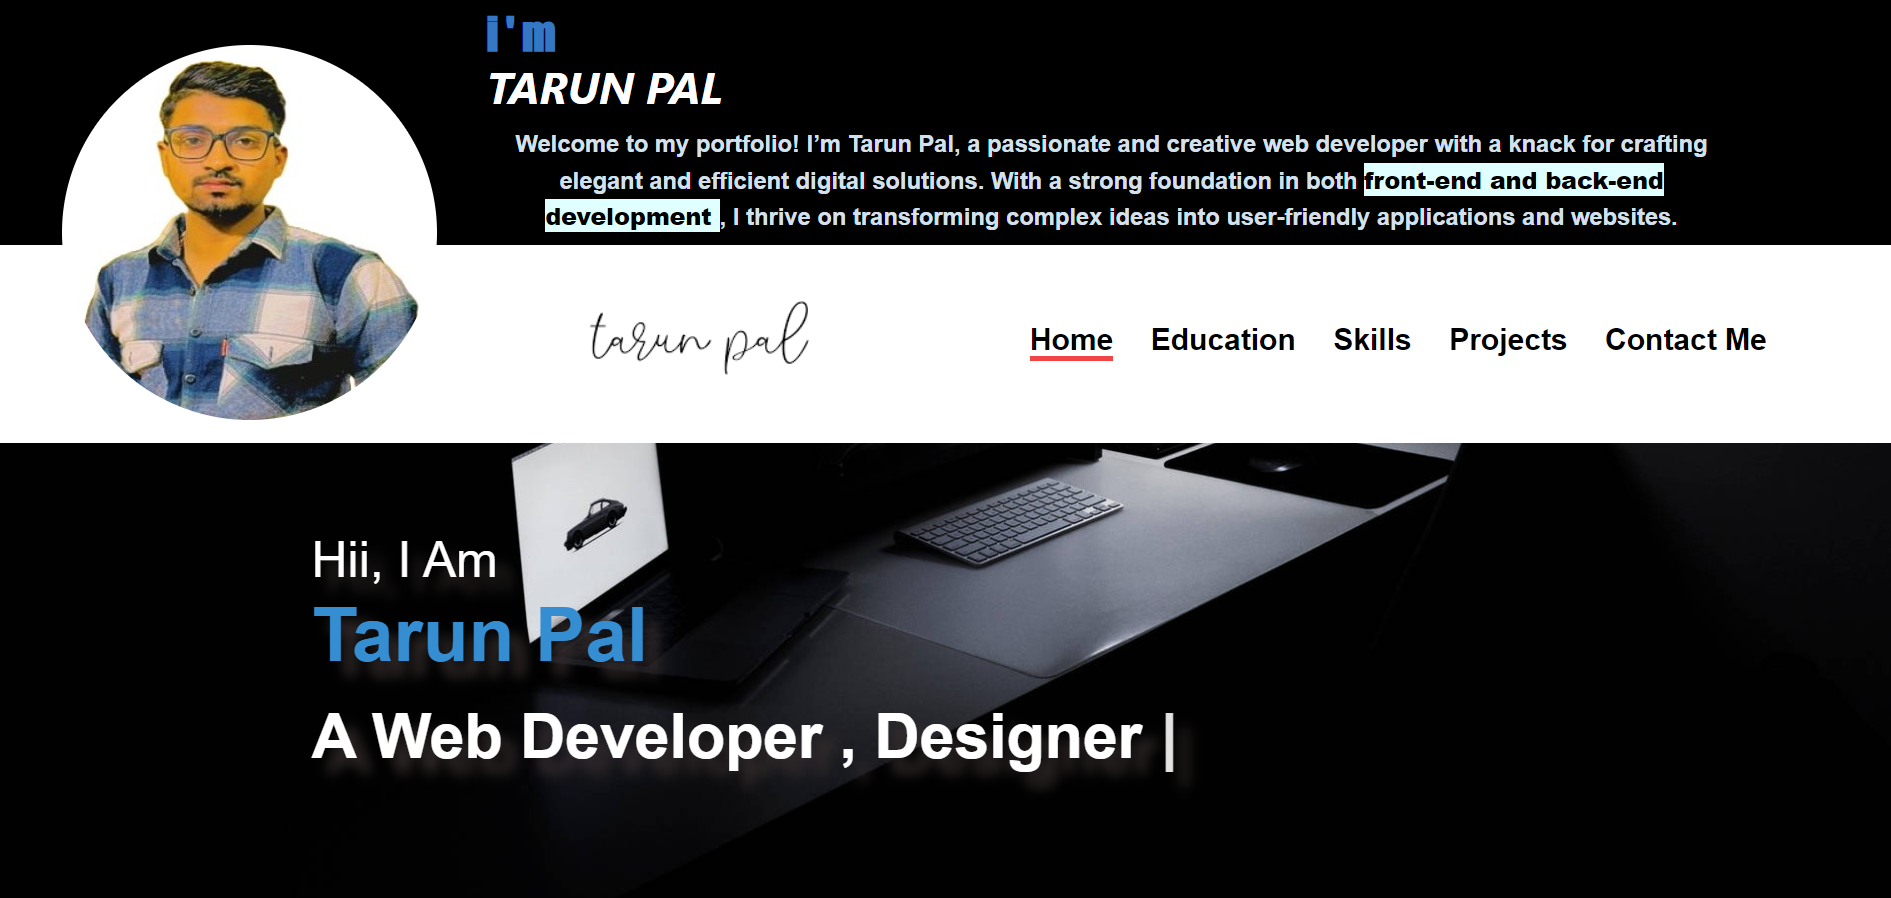 i'm
TARUN PAL
Welcome to my portfolio! I’m Tarun Pal, a passionate and creative web developer with a knack for crafting
elegant and efficient digital solutions. With a strong foundation in both front-end and back-end
development , I thrive on transforming complex ideas into user-friendly applications and websites.
tarun pal
Home Education Skills Projects Contact Me
Hii, I Am
Tarun Pal
A Web Developer , Designer |